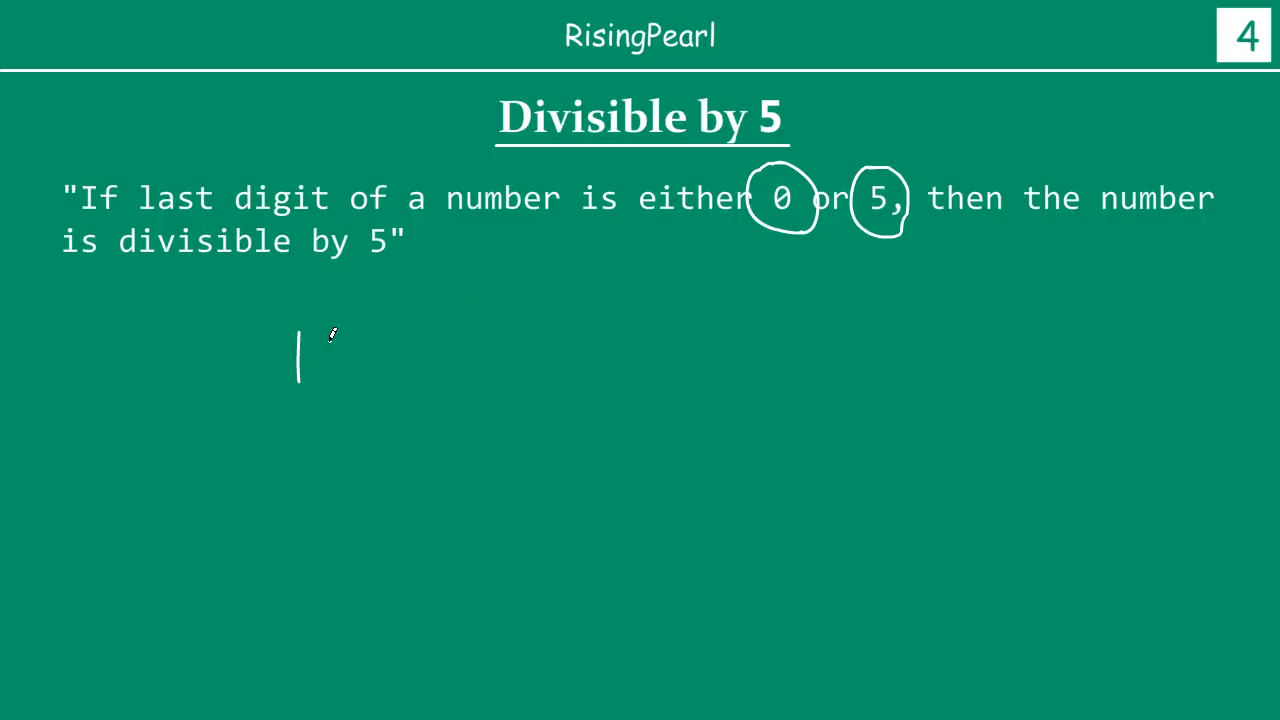 RisingPearl
4
Divisible by 5
"If last digit of a number is either 0 or 5, then the number
is divisible by 5"